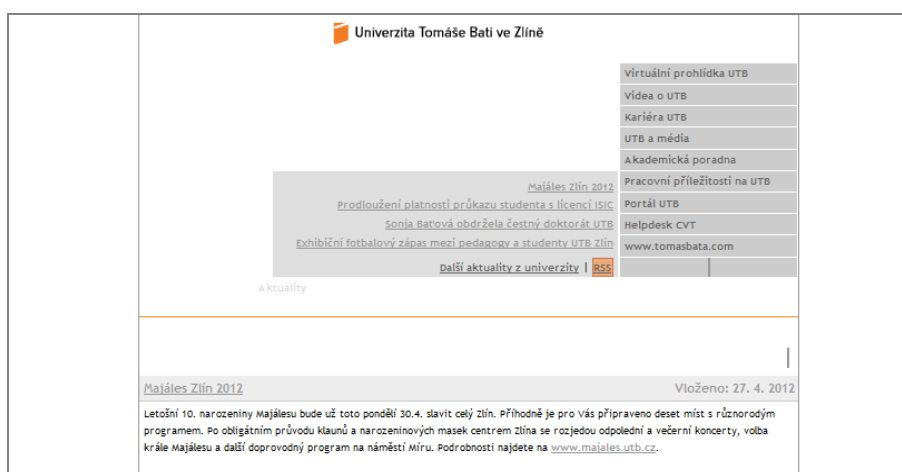 Univerzita Tomáše Bati ve Zlíně
Virtuální prohlídka UTB
Videa o UTB
Kariéra UTB
UTB a média
Akademická poradna
Pracovní příležitosti na UTB
Portál UTB
Helpdesk CVT
www.tomasbata.com
Majáles Zlín 2012
Prodloužení platnosti průkazu studenta s licencí ISIC
Sonja Baťová obdržela čestný doktorát UTB
Exhibiční fotbalový zápas mezi pedagogy a studenty UTB Zlín
Další aktuality z univerzity | RSS
Aktuality
Majáles Zlín 2012 Vloženo: 27. 4. 2012
Letošní 10. narozeniny Majálesu bude už toto pondělí 30.4. slavit celý Zlín. Příhodně je pro Vás připraveno deset míst s různorodým
programem. Po obligátním průvodu klaunů a narozeninových masek centrem Zlína se rozjedou odpolední a večerní koncerty, volba
krále Majálesu a další doprovodný program na náměstí Míru. Podrobnosti najdete na www.majales.utb.cz.